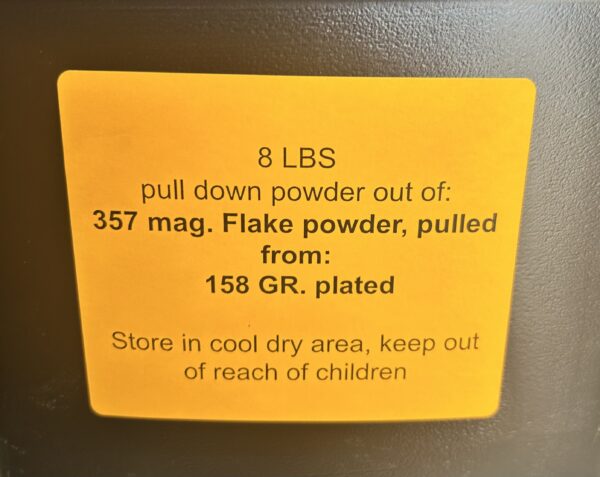 8 LBS
pull down powder out of:
357 mag. Flake powder, pulled
from:
158 GR. plated
Store in cool dry area, keep out
of reach of children